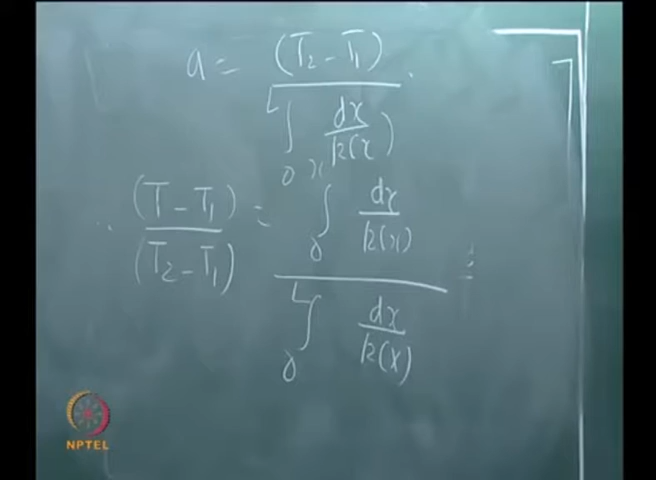 a = (T₂ - T₁) / ∫₀ᴸ dx/k(x) .
∴ (T - T₁) / (T₂ - T₁) = ∫₀ˣ dx/k(x) / ∫₀ᴸ dx/k(x)
NPTEL